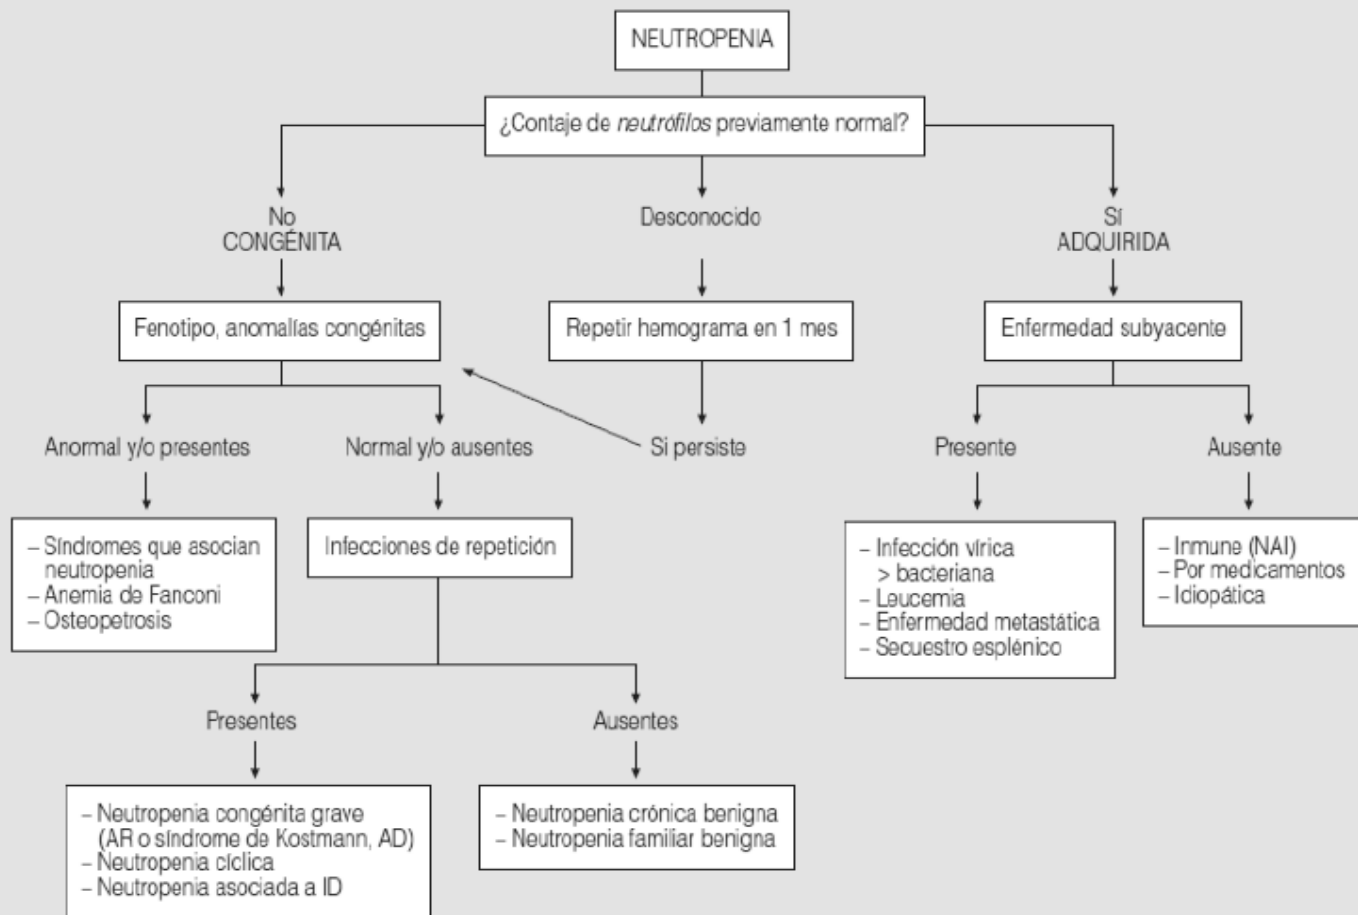 NEUTROPENIA
¿Contaje de neutrófilos previamente normal?
No
CONGÉNITA
Desconocido
Sí
ADQUIRIDA
Fenotipo, anomalías congénitas
Repetir hemograma en 1 mes
Enfermedad subyacente
Anormal y/o presentes
Normal y/o ausentes
Si persiste
Presente
Ausente
– Síndromes que asocian
neutropenia
– Anemia de Fanconi
– Osteopetrosis
Infecciones de repetición
– Infección vírica
> bacteriana
– Leucemia
– Enfermedad metastática
– Secuestro esplénico
– Inmune (NAI)
– Por medicamentos
– Idiopática
Presentes
Ausentes
– Neutropenia congénita grave
(AR o síndrome de Kostmann, AD)
– Neutropenia cíclica
– Neutropenia asociada a ID
– Neutropenia crónica benigna
– Neutropenia familiar benigna